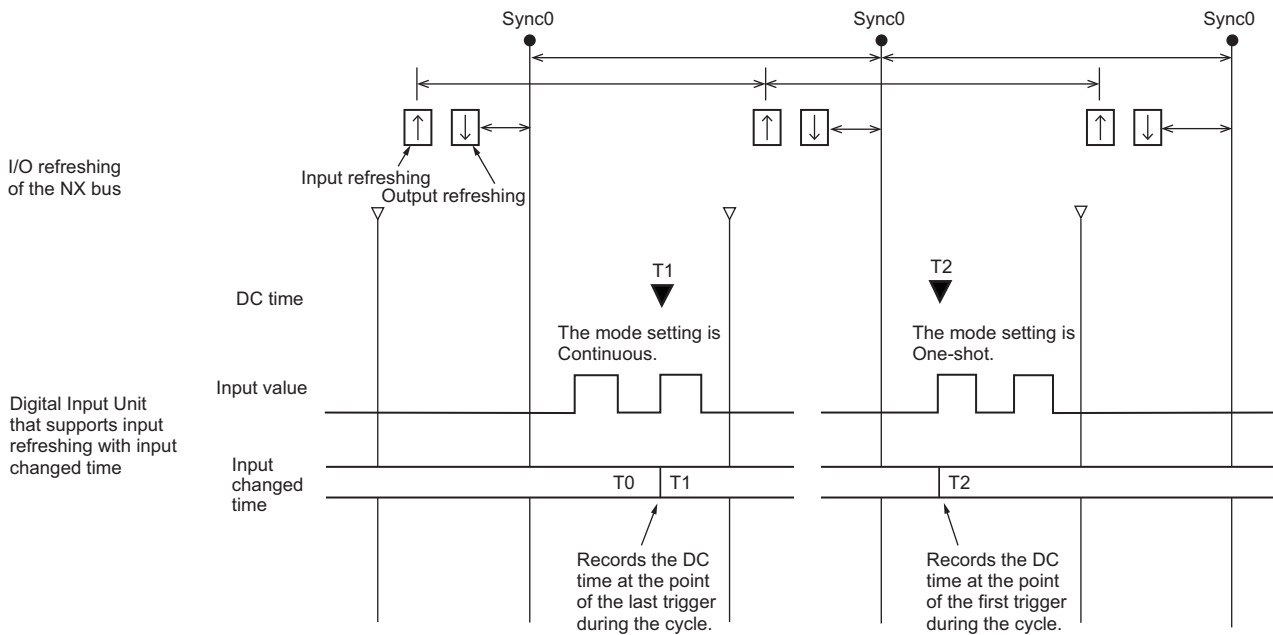 Sync0 Sync0 Sync0
I/O refreshing
of the NX bus
Input refreshing
Output refreshing
T1 T2
DC time
The mode setting is
Continuous.
The mode setting is
One-shot.
Input value
Digital Input Unit
that supports input
refreshing with input
changed time
Input
changed
time
T0 T1 T2
Records the DC
time at the point
of the last trigger
during the cycle.
Records the DC
time at the point
of the first trigger
during the cycle.